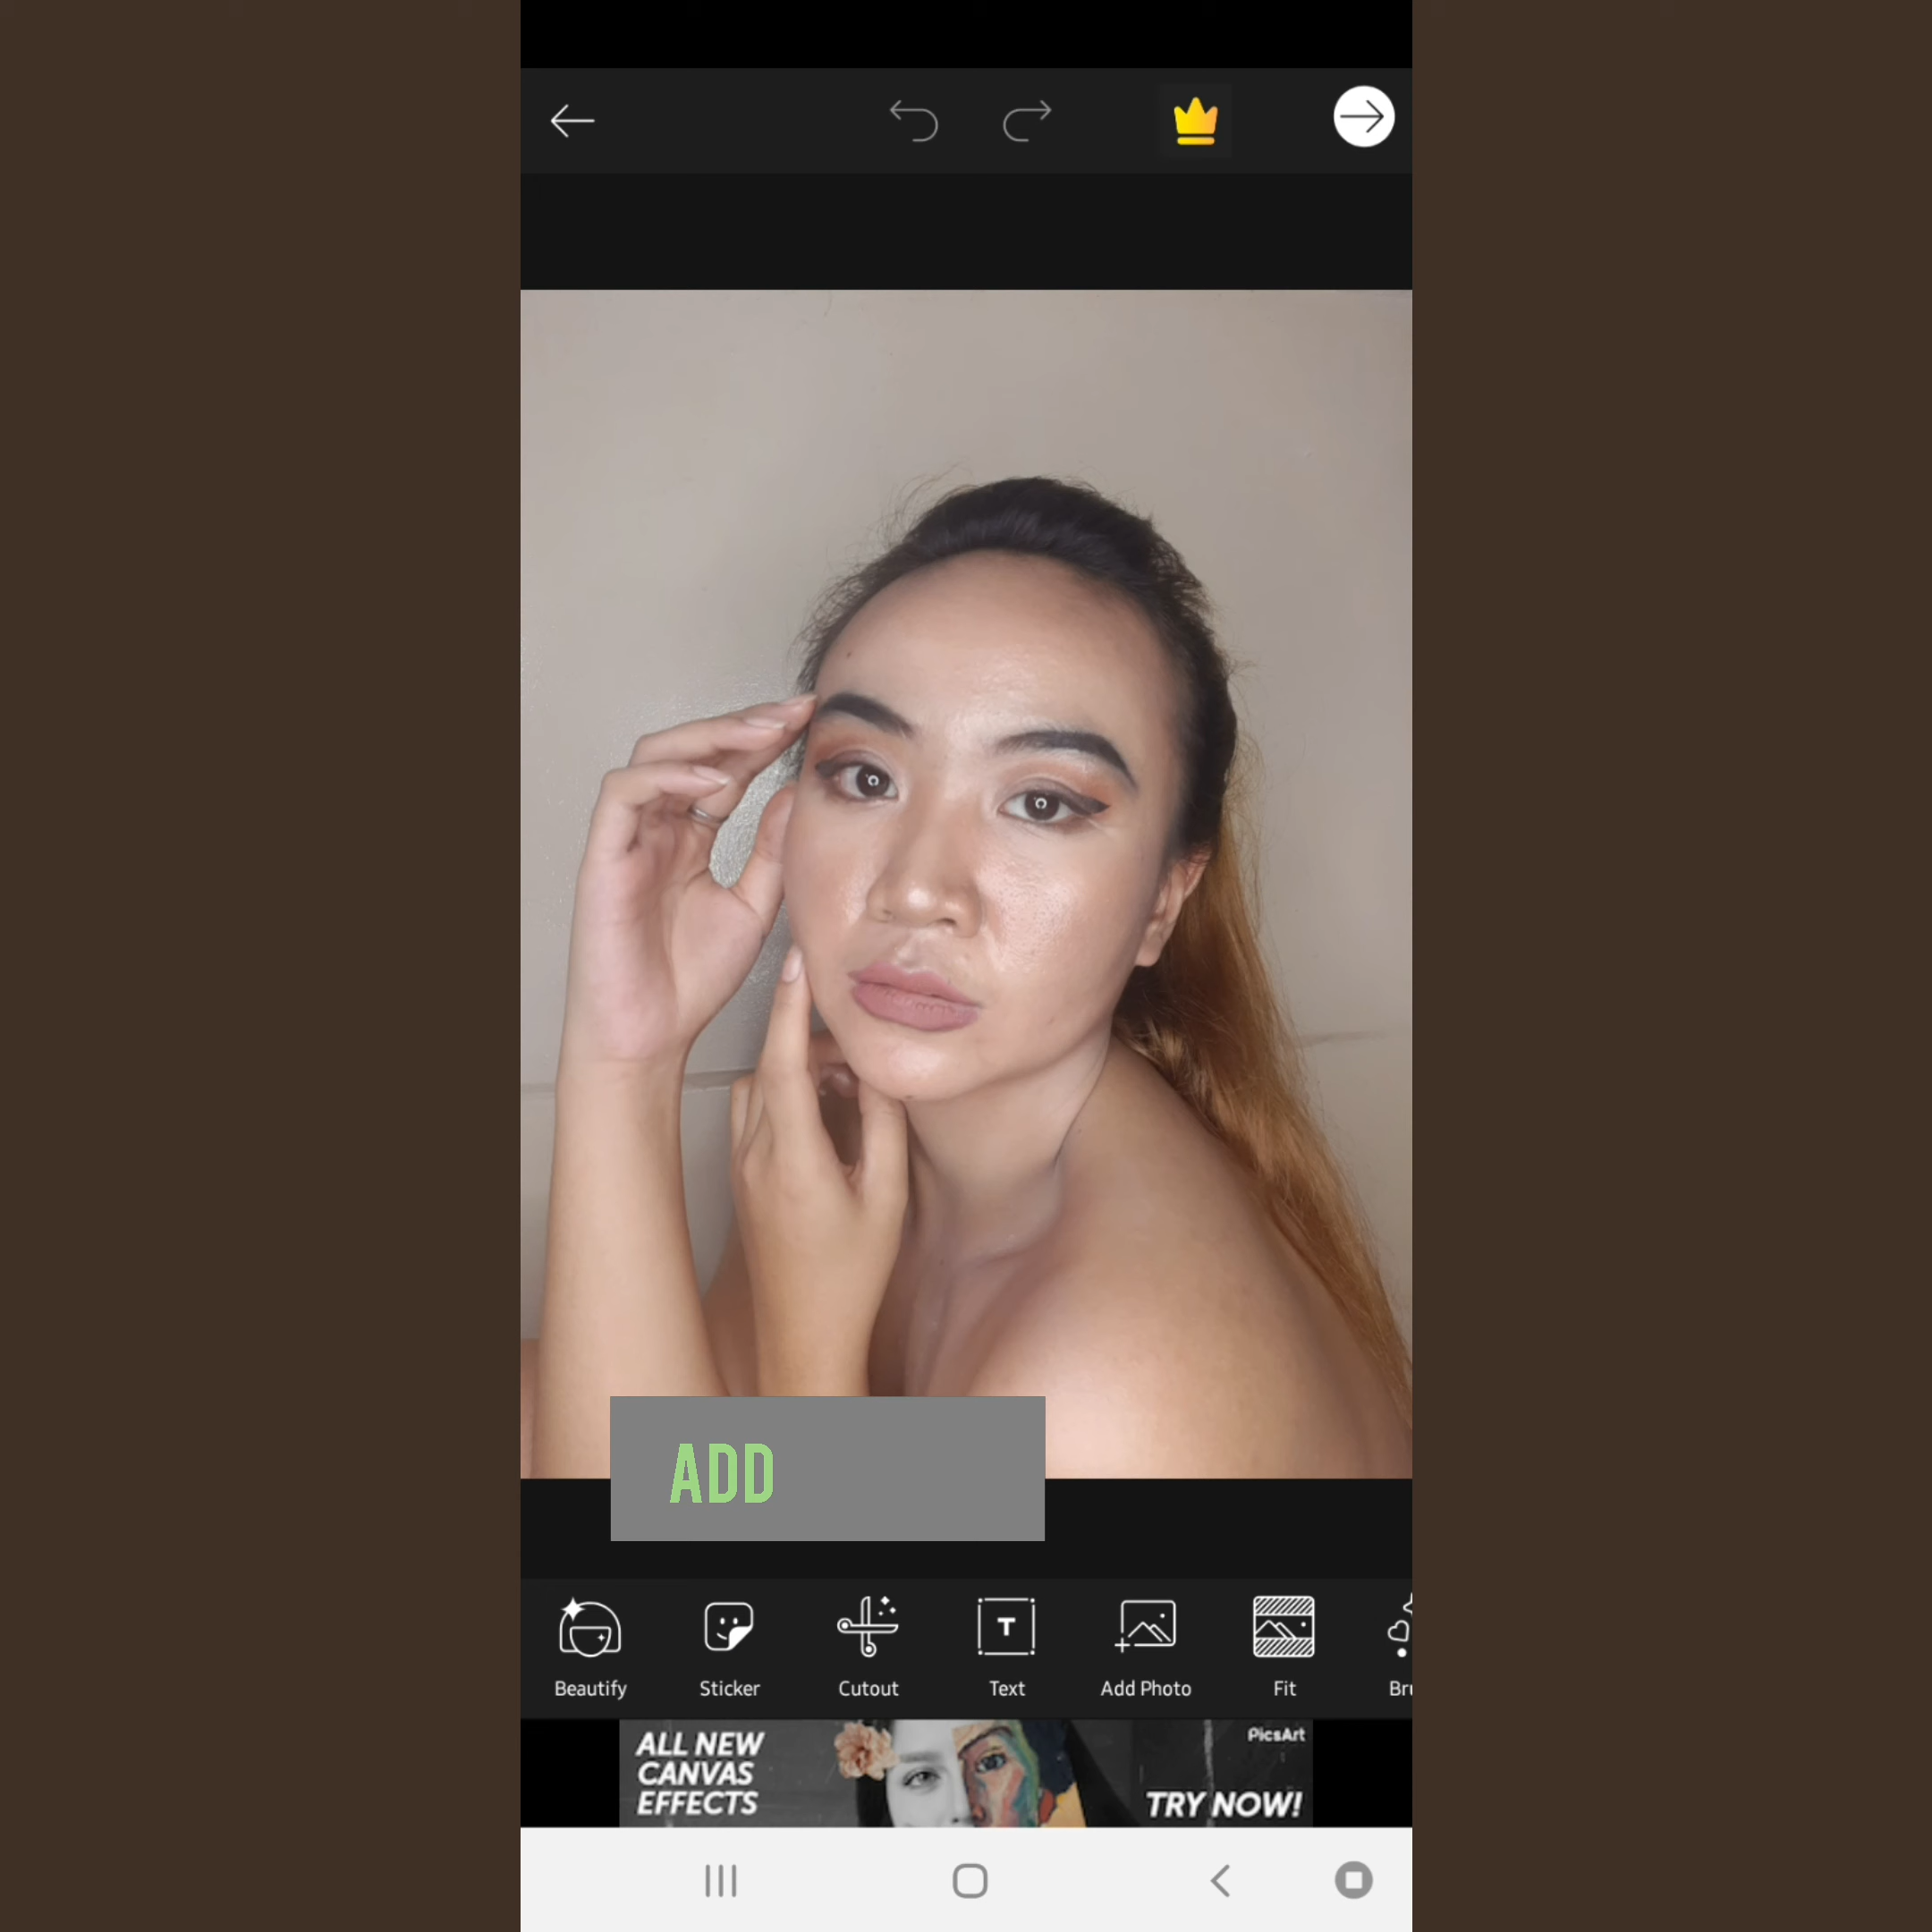 ADD
Beautify
Sticker
Cutout
Text
Add Photo
Fit
ALL NEW
CANVAS
EFFECTS
PicsArt
TRY NOW!